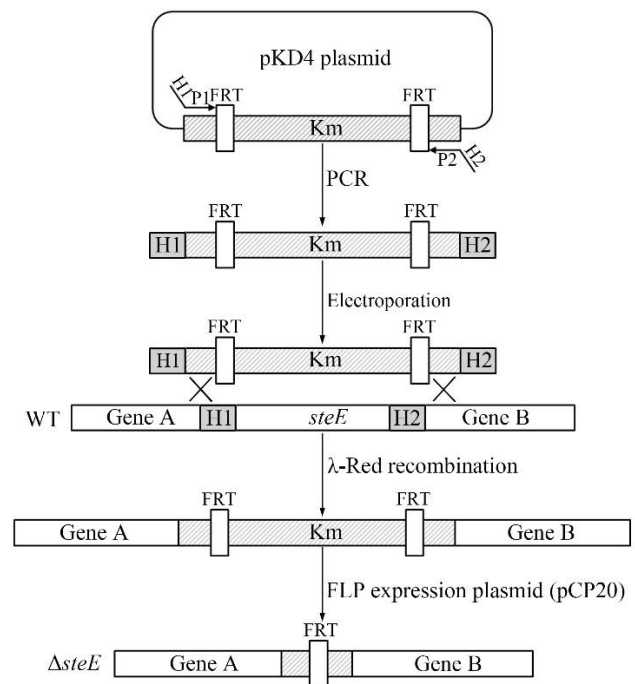 pKD4 plasmid
H1
P1
FRT
FRT
Km
P2
H2
PCR
FRT
FRT
H1
Km
H2
Electroporation
FRT
FRT
H1
Km
H2
WT
Gene A
H1
steE
H2
Gene B
λ-Red recombination
FRT
FRT
Gene A
Km
Gene B
FLP expression plasmid (pCP20)
FRT
ΔsteE
Gene A
Gene B